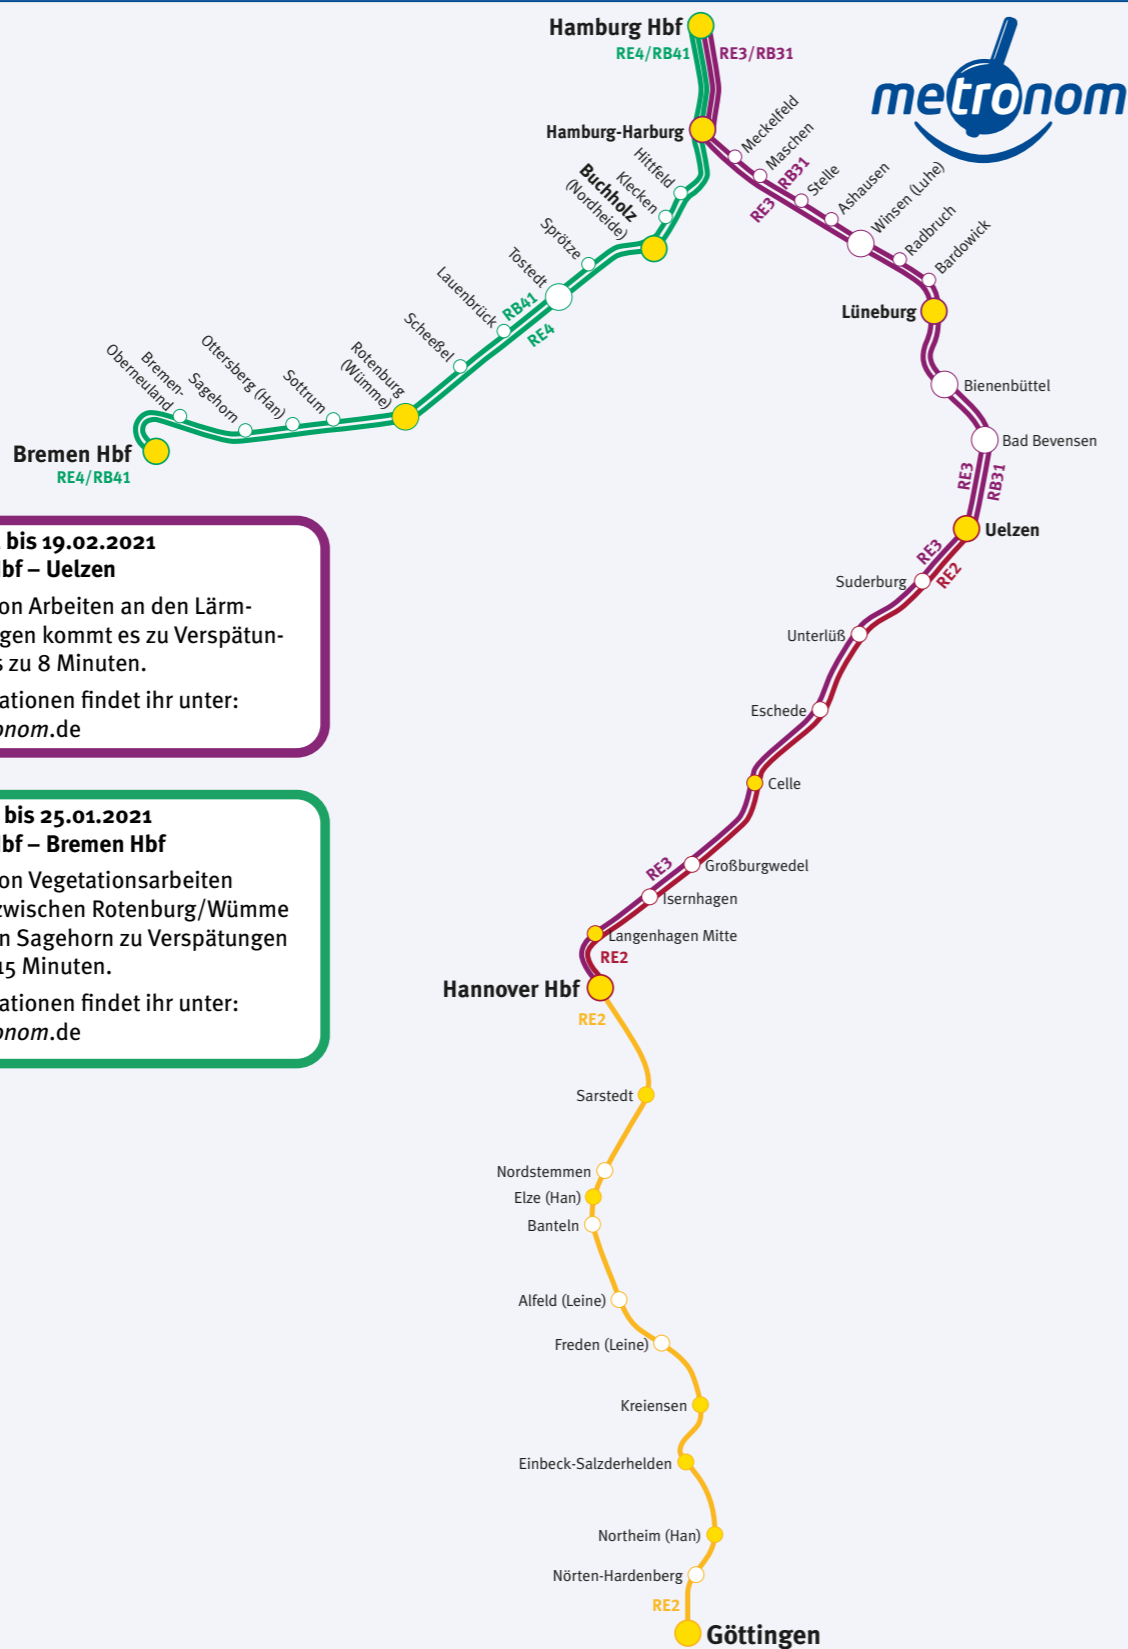 Hamburg Hbf
RE4/RB41
RE3/RB31
metronom
Hamburg-Harburg
Meckelfeld
Maschen
RE3
RB31
Stelle
Ashausen
Winsen (Luhe)
Radbruch
Bardowick
Lüneburg
Bienenbüttel
Bad Bevensen
RE3
RB31
Uelzen
Hittfeld
Klecken
Buchholz
(Nordheide)
Sprötze
Tostedt
RB41
RE4
Lauenbrück
Scheeßel
Rotenburg
(Wümme)
Sottrum
Ottersberg (Han)
Sagehorn
Bremen-
Oberneuland
Bremen Hbf
RE4/RB41
bis 19.02.2021
bf – Uelzen
on Arbeiten an den Lärm-
gen kommt es zu Verspätun-
s zu 8 Minuten.
ationen findet ihr unter:
onom.de
bis 25.01.2021
bf – Bremen Hbf
on Vegetationsarbeiten
zwischen Rotenburg/Wümme
n Sagehorn zu Verspätungen
15 Minuten.
ationen findet ihr unter:
onom.de
RE3
RE2
Suderburg
Unterlüß
Eschede
Celle
Großburgwedel
RE3
Isernhagen
Langenhagen Mitte
RE2
Hannover Hbf
RE2
Sarstedt
Nordstemmen
Elze (Han)
Banteln
Alfeld (Leine)
Freden (Leine)
Kreiensen
Einbeck-Salzderhelden
Northeim (Han)
Nörten-Hardenberg
RE2
Göttingen